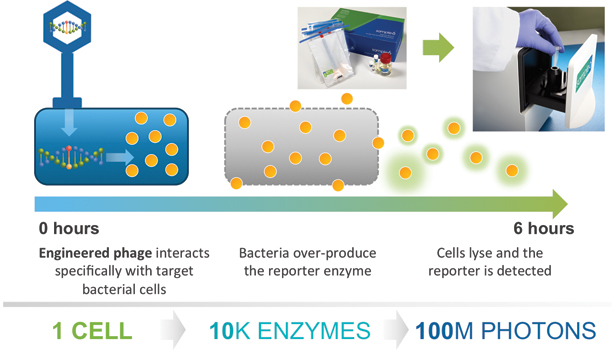 0 hours
6 hours
Engineered phage interacts
specifically with target
bacterial cells
Bacteria over-produce
the reporter enzyme
Cells lyse and the
reporter is detected
1 CELL
10K ENZYMES
100M PHOTONS